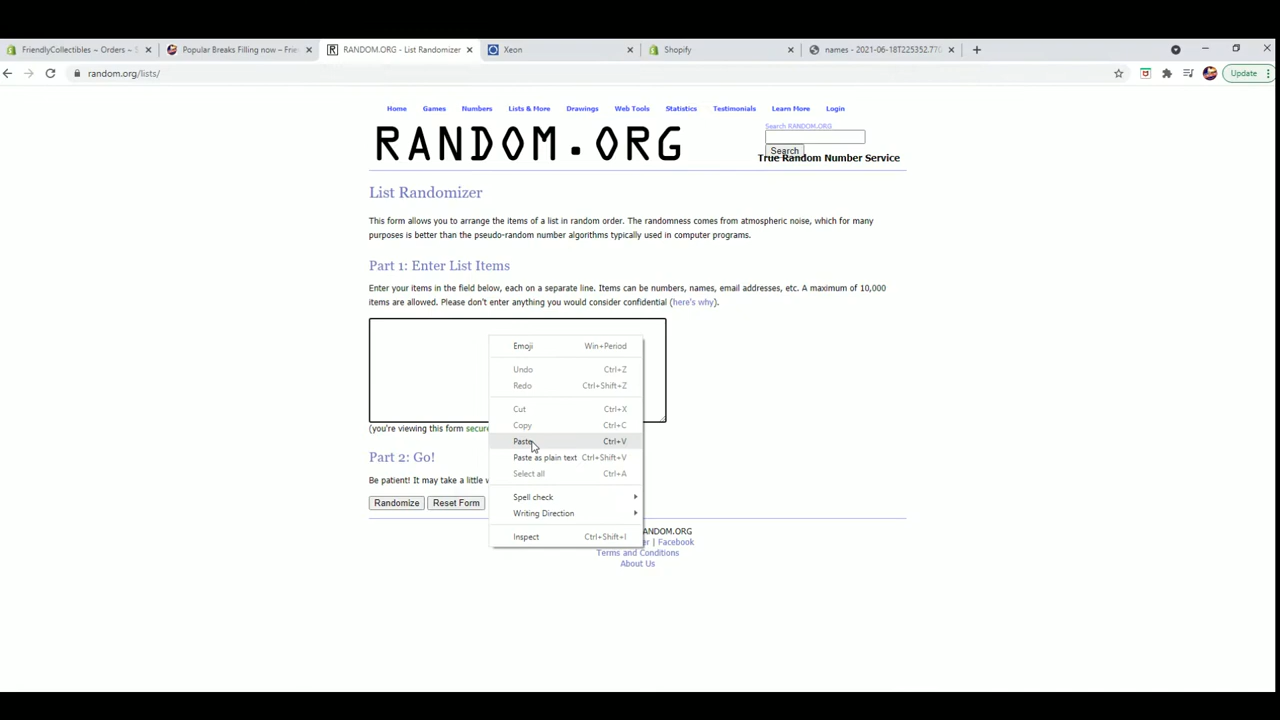 FriendlyCollectibles ~ Orders ~ S
Popular Breaks Filling now – Frie
RANDOM.ORG - List Randomizer
Xeon
Shopify
names - 2021-06-18T225352.770
random.org/lists/
Update
Home Games Numbers Lists & More Drawings Web Tools Statistics Testimonials Learn More Login
RANDOM.ORG
Search RANDOM.ORG
Search
True Random Number Service
List Randomizer
This form allows you to arrange the items of a list in random order. The randomness comes from atmospheric noise, which for many
purposes is better than the pseudo-random number algorithms typically used in computer programs.
Part 1: Enter List Items
Enter your items in the field below, each on a separate line. Items can be numbers, names, email addresses, etc. A maximum of 10,000
items are allowed. Please don't enter anything you would consider confidential (here's why).
Emoji Win+Period
Undo Ctrl+Z
Redo Ctrl+Shift+Z
Cut Ctrl+X
Copy Ctrl+C
Paste Ctrl+V
Paste as plain text Ctrl+Shift+V
Select all Ctrl+A
Spell check
Writing Direction
Inspect Ctrl+Shift+I
(you're viewing this form secure
Part 2: Go!
Be patient! It may take a little w
Randomize Reset Form
ANDOM.ORG
er | Facebook
Terms and Conditions
About Us